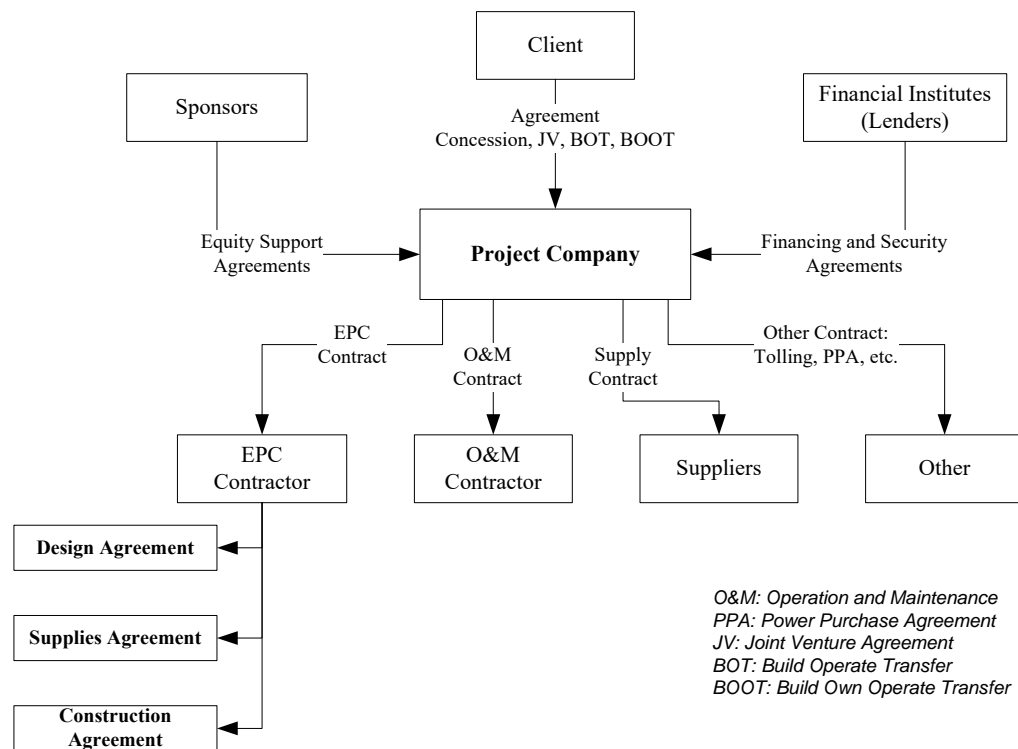 Client
Sponsors
Financial Institutes
(Lenders)
Agreement
Concession, JV, BOT, BOOT
Equity Support
Agreements
Project Company
Financing and Security
Agreements
EPC
Contract
O&M
Contract
Supply
Contract
Other Contract:
Tolling, PPA, etc.
EPC
Contractor
O&M
Contractor
Suppliers
Other
Design Agreement
Supplies Agreement
Construction
Agreement
O&M: Operation and Maintenance
PPA: Power Purchase Agreement
JV: Joint Venture Agreement
BOT: Build Operate Transfer
BOOT: Build Own Operate Transfer